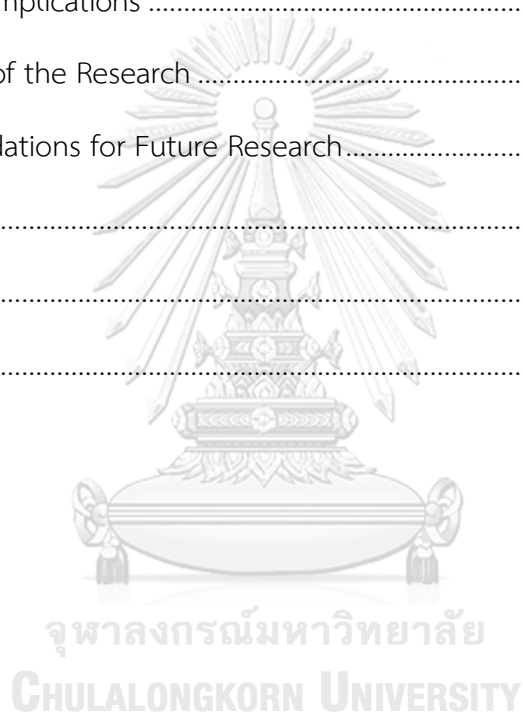 mplications ................................................
of the Research ................................................
dations for Future Research..........................
................................................................................
................................................................................
................................................................................
จุฬาลงกรณ์มหาวิทยาลัย
CHULALONGKORN UNIVERSITY